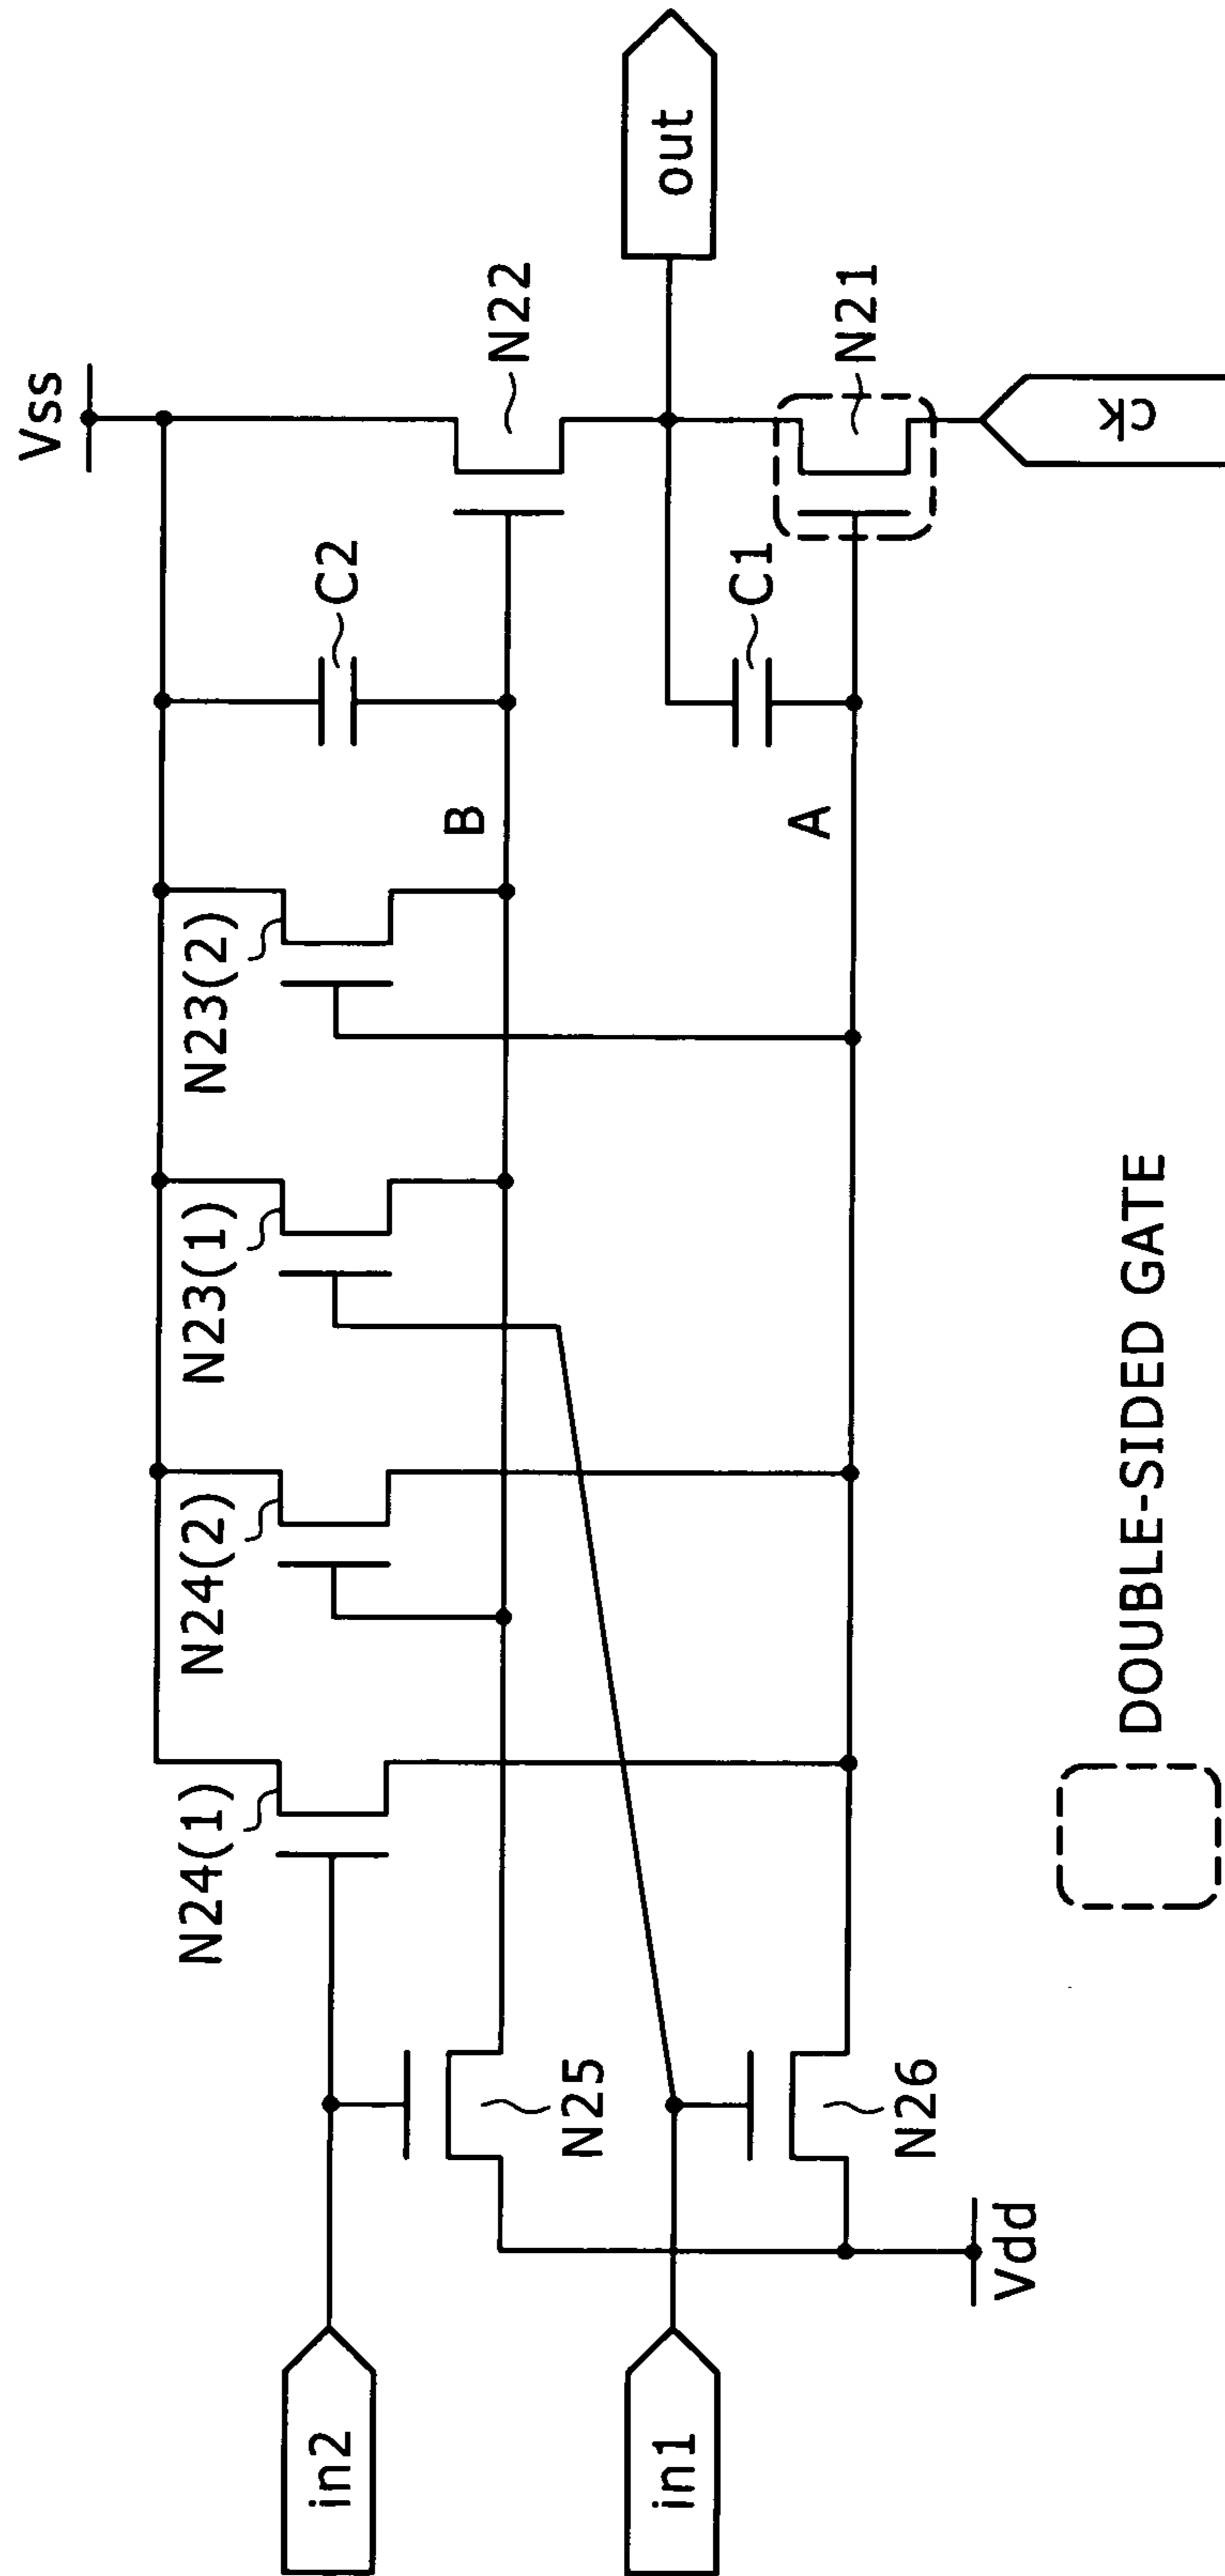 Vss
in2
N24(1)
N24(2)
N23(1)
N23(2)
C2
N22
B
N25
out
in1
C1
N21
A
N26
Vdd
ck
DOUBLE-SIDED GATE